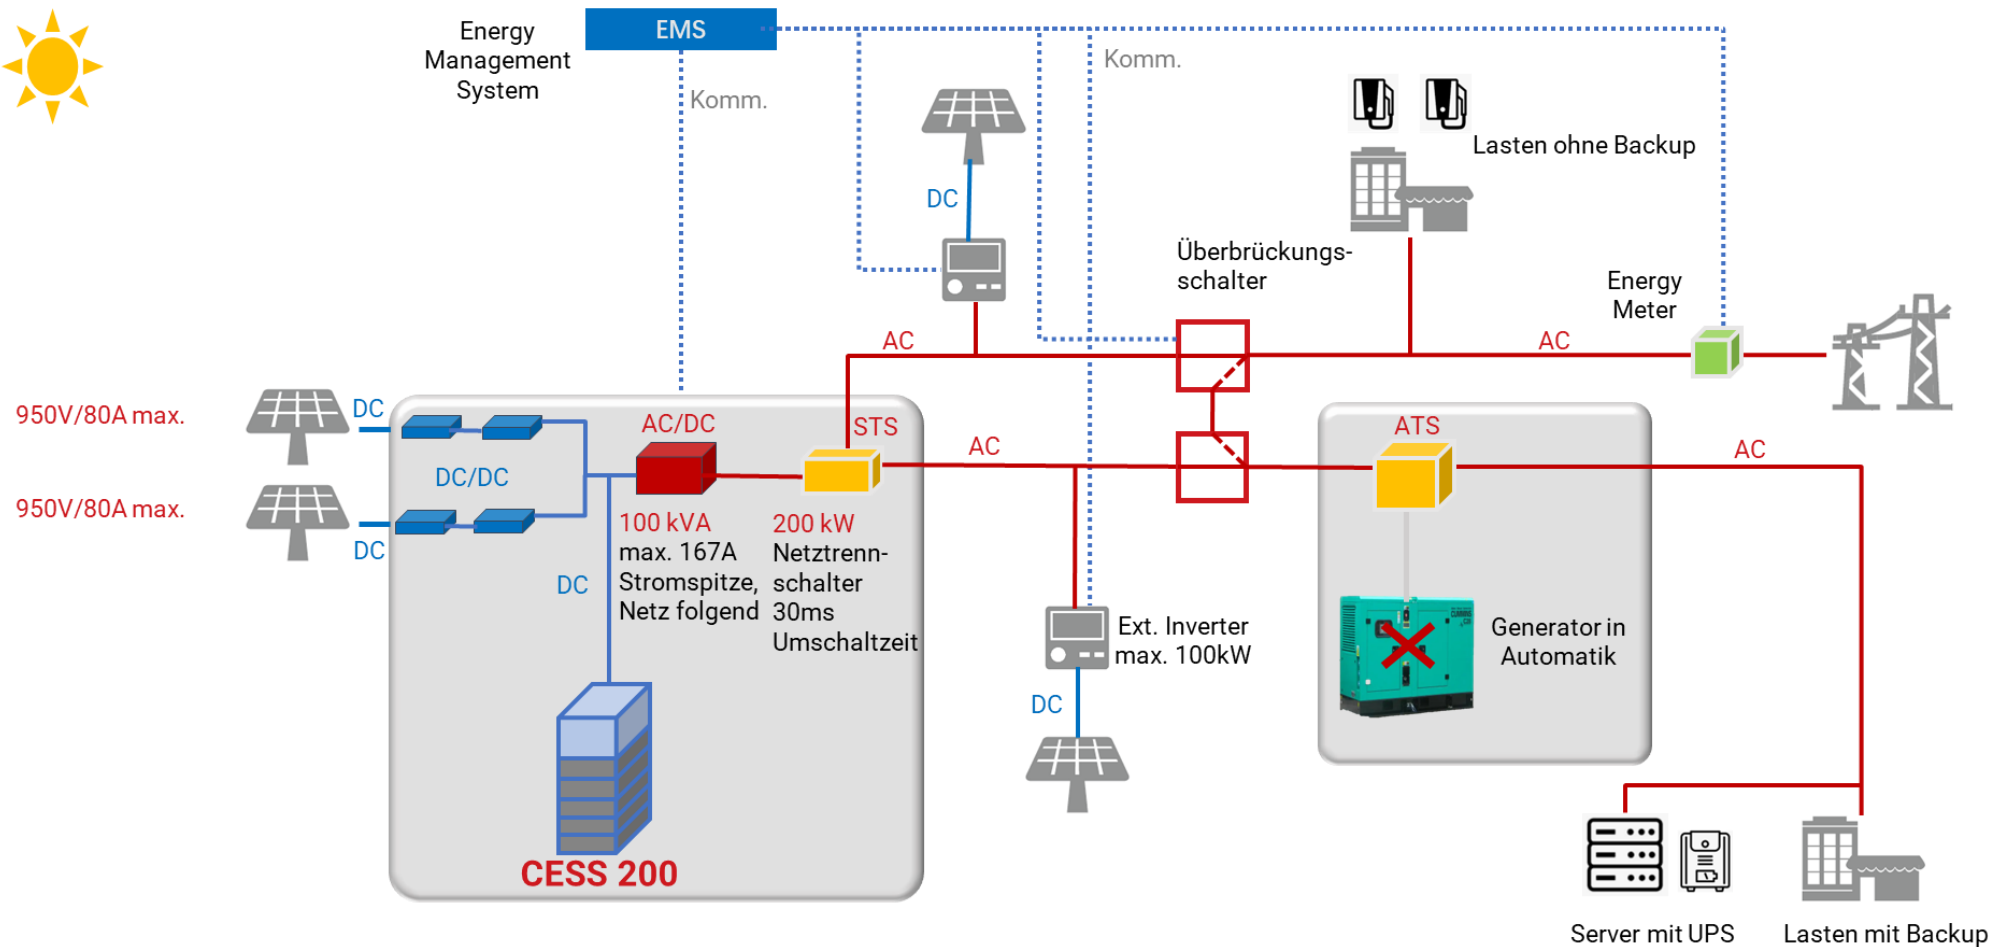 Energy
Management
System
EMS
Komm.
Komm.
DC
Lasten ohne Backup
Überbrückungs-
schalter
Energy
Meter
AC
AC
950V/80A max.
DC
AC/DC
STS
ATS
AC
AC
DC/DC
950V/80A max.
DC
100 kVA
max. 167A
Stromspitze,
Netz folgend
200 kW
Netztrenn-
schalter
30ms
Umschaltzeit
DC
Ext. Inverter
max. 100kW
Generator in
Automatik
DC
CESS 200
Server mit UPS
Lasten mit Backup